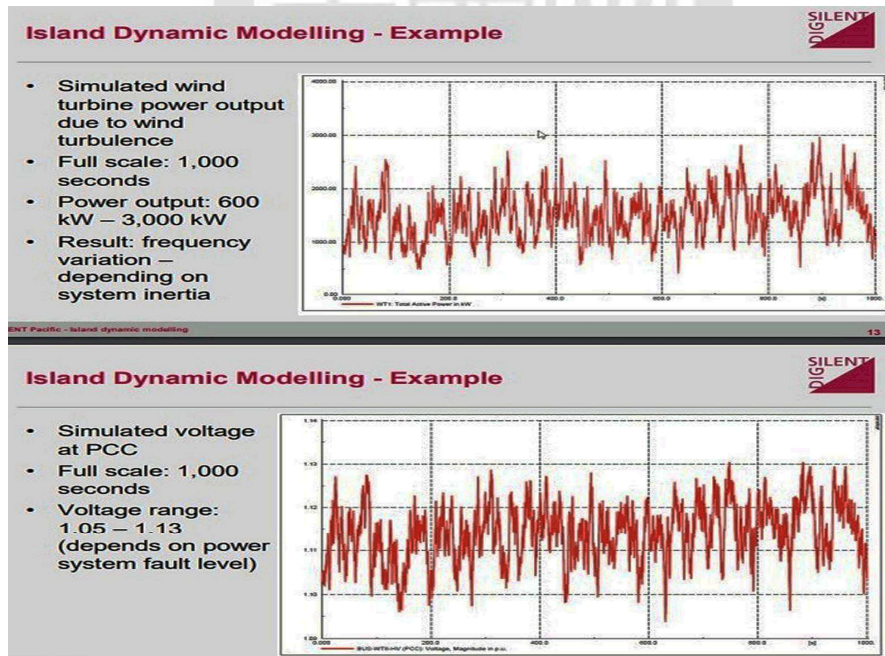 Island Dynamic Modelling - Example
DIgSILENT
• Simulated wind
turbine power output
due to wind
turbulence
• Full scale: 1,000
seconds
• Power output: 600
kW – 3,000 kW
• Result: frequency
variation –
depending on
system inertia
4000.00
3000.00
2000.00
1000.00
0.00
0.000 200.0 400.0 600.0 800.0 [s] 1000.
WT1: Total Active Power in kW
ENT Pacific - Island dynamic modelling
13
Island Dynamic Modelling - Example
DIgSILENT
• Simulated voltage
at PCC
• Full scale: 1,000
seconds
• Voltage range:
1.05 – 1.13
(depends on power
system fault level)
1.14
1.13
1.12
1.11
1.10
1.09
0.000 200.0 400.0 600.0 800.0 [s] 1000.
(PCC): Voltage, Magnitude in p.u.